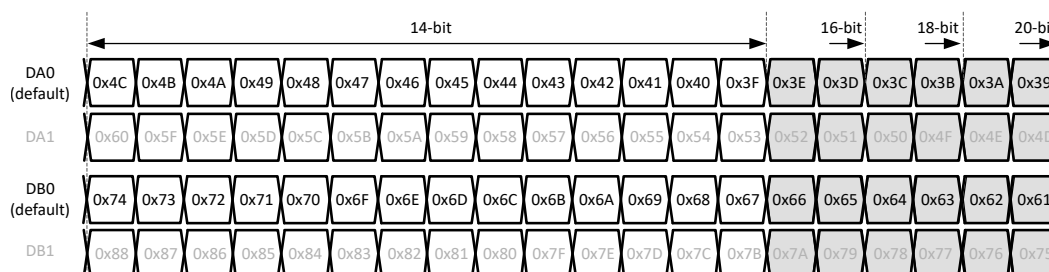 14-bit 16-bit 18-bit 20-bi
DA0 0x4C 0x4B 0x4A 0x49 0x48 0x47 0x46 0x45 0x44 0x43 0x42 0x41 0x40 0x3F 0x3E 0x3D 0x3C 0x3B 0x3A 0x39
(default)
DA1 0x60 0x5F 0x5E 0x5D 0x5C 0x5B 0x5A 0x59 0x58 0x57 0x56 0x55 0x54 0x53 0x52 0x51 0x50 0x4F 0x4E 0x4D
DB0 0x74 0x73 0x72 0x71 0x70 0x6F 0x6E 0x6D 0x6C 0x6B 0x6A 0x69 0x68 0x67 0x66 0x65 0x64 0x63 0x62 0x61
(default)
DB1 0x88 0x87 0x86 0x85 0x84 0x83 0x82 0x81 0x80 0x7F 0x7E 0x7D 0x7C 0x7B 0x7A 0x79 0x78 0x77 0x76 0x75